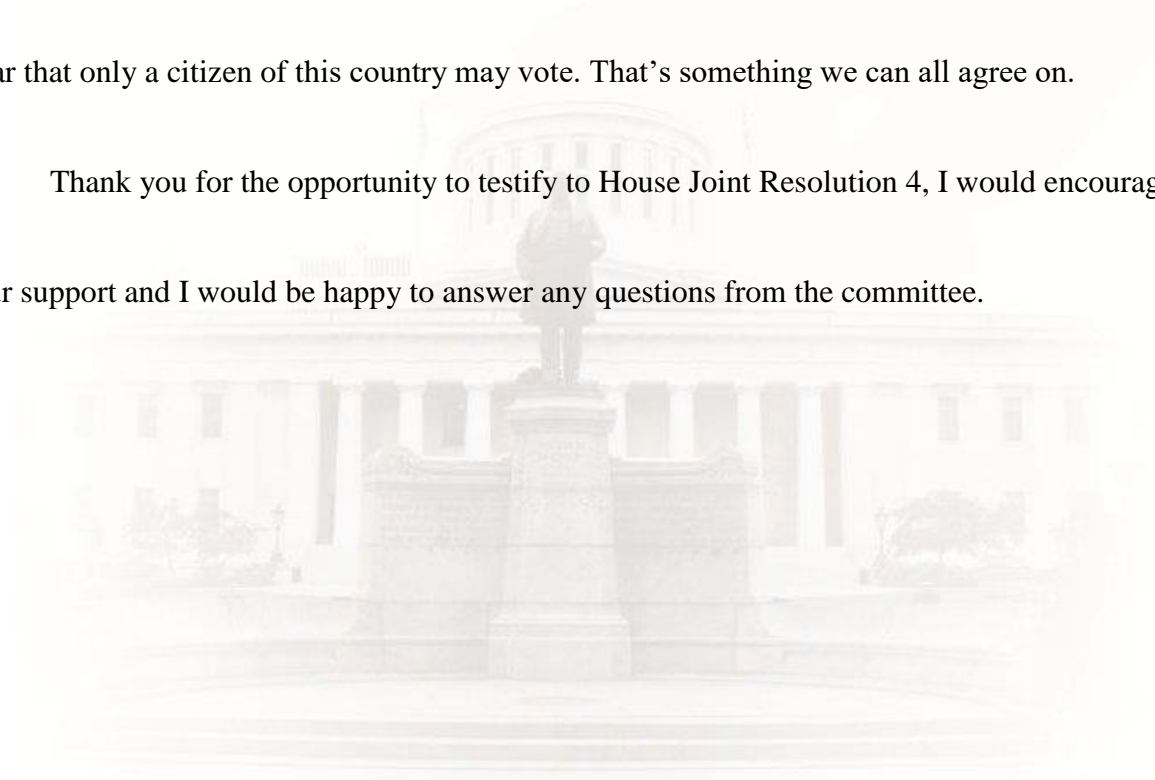 that only a citizen of this country may vote. That’s something we can all agree on.
Thank you for the opportunity to testify to House Joint Resolution 4, I would
support and I would be happy to answer any questions from the committee.